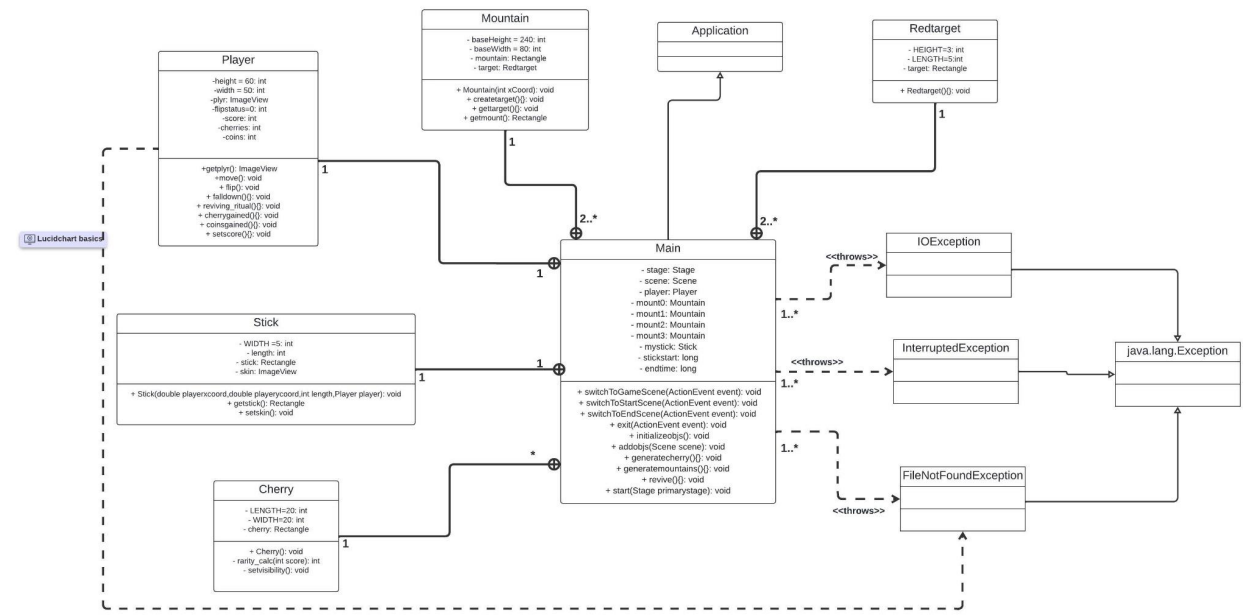 Mountain
- baseHeight = 240: int
- baseWidth = 80: int
- mountain: Rectangle
- target: Redtarget
+ Mountain(int xCoord): void
+ createtarget(){}: void
+ gettarget(){}: void
+ getmount(): Rectangle
1
2..*
Application
Redtarget
- HEIGHT=3: int
- LENGTH=5:int
- target: Rectangle
+ Redtarget(){}: void
1
2..*
Player
-height = 60: int
-width = 50: int
-plyr: ImageView
-flipstatus=0: int
-score: int
-cherries: int
-coins: int
+getplyr(): ImageView
+move(): void
+ flip(): void
+ falldown(){}: void
+ reviving_ritual(){}: void
+ cherrygained(){}: void
+ coinsgained(){}: void
+ setscore(){}: void
1
1
Lucidchart basics
Main
- stage: Stage
- scene: Scene
- player: Player
- mount0: Mountain
- mount1: Mountain
- mount2: Mountain
- mount3: Mountain
- mystick: Stick
- stickstart: long
- endtime: long
+ switchToGameScene(ActionEvent event): void
+ switchToStartScene(ActionEvent event): void
+ switchToEndScene(ActionEvent event): void
+ exit(ActionEvent event): void
+ initializeobjs(): void
+ addobjs(Scene scene): void
+ generatecherry(){}: void
+ generatemountains(){}: void
+ revive(){}: void
+ start(Stage primarystage): void
<<throws>>
1..*
IOException
<<throws>>
1..*
InterruptedException
java.lang.Exception
1..*
<<throws>>
FileNotFoundException
Stick
- WIDTH =5: int
- length: int
- stick: Rectangle
- skin: ImageView
+ Stick(double playerxcoord,double playerycoord,int length,Player player): void
+ getstick(): Rectangle
+ setskin(): void
1
1
Cherry
- LENGTH=20: int
- WIDTH=20: int
- cherry: Rectangle
+ Cherry(): void
- rarity_calc(int score): int
- setvisibility(): void
1
*